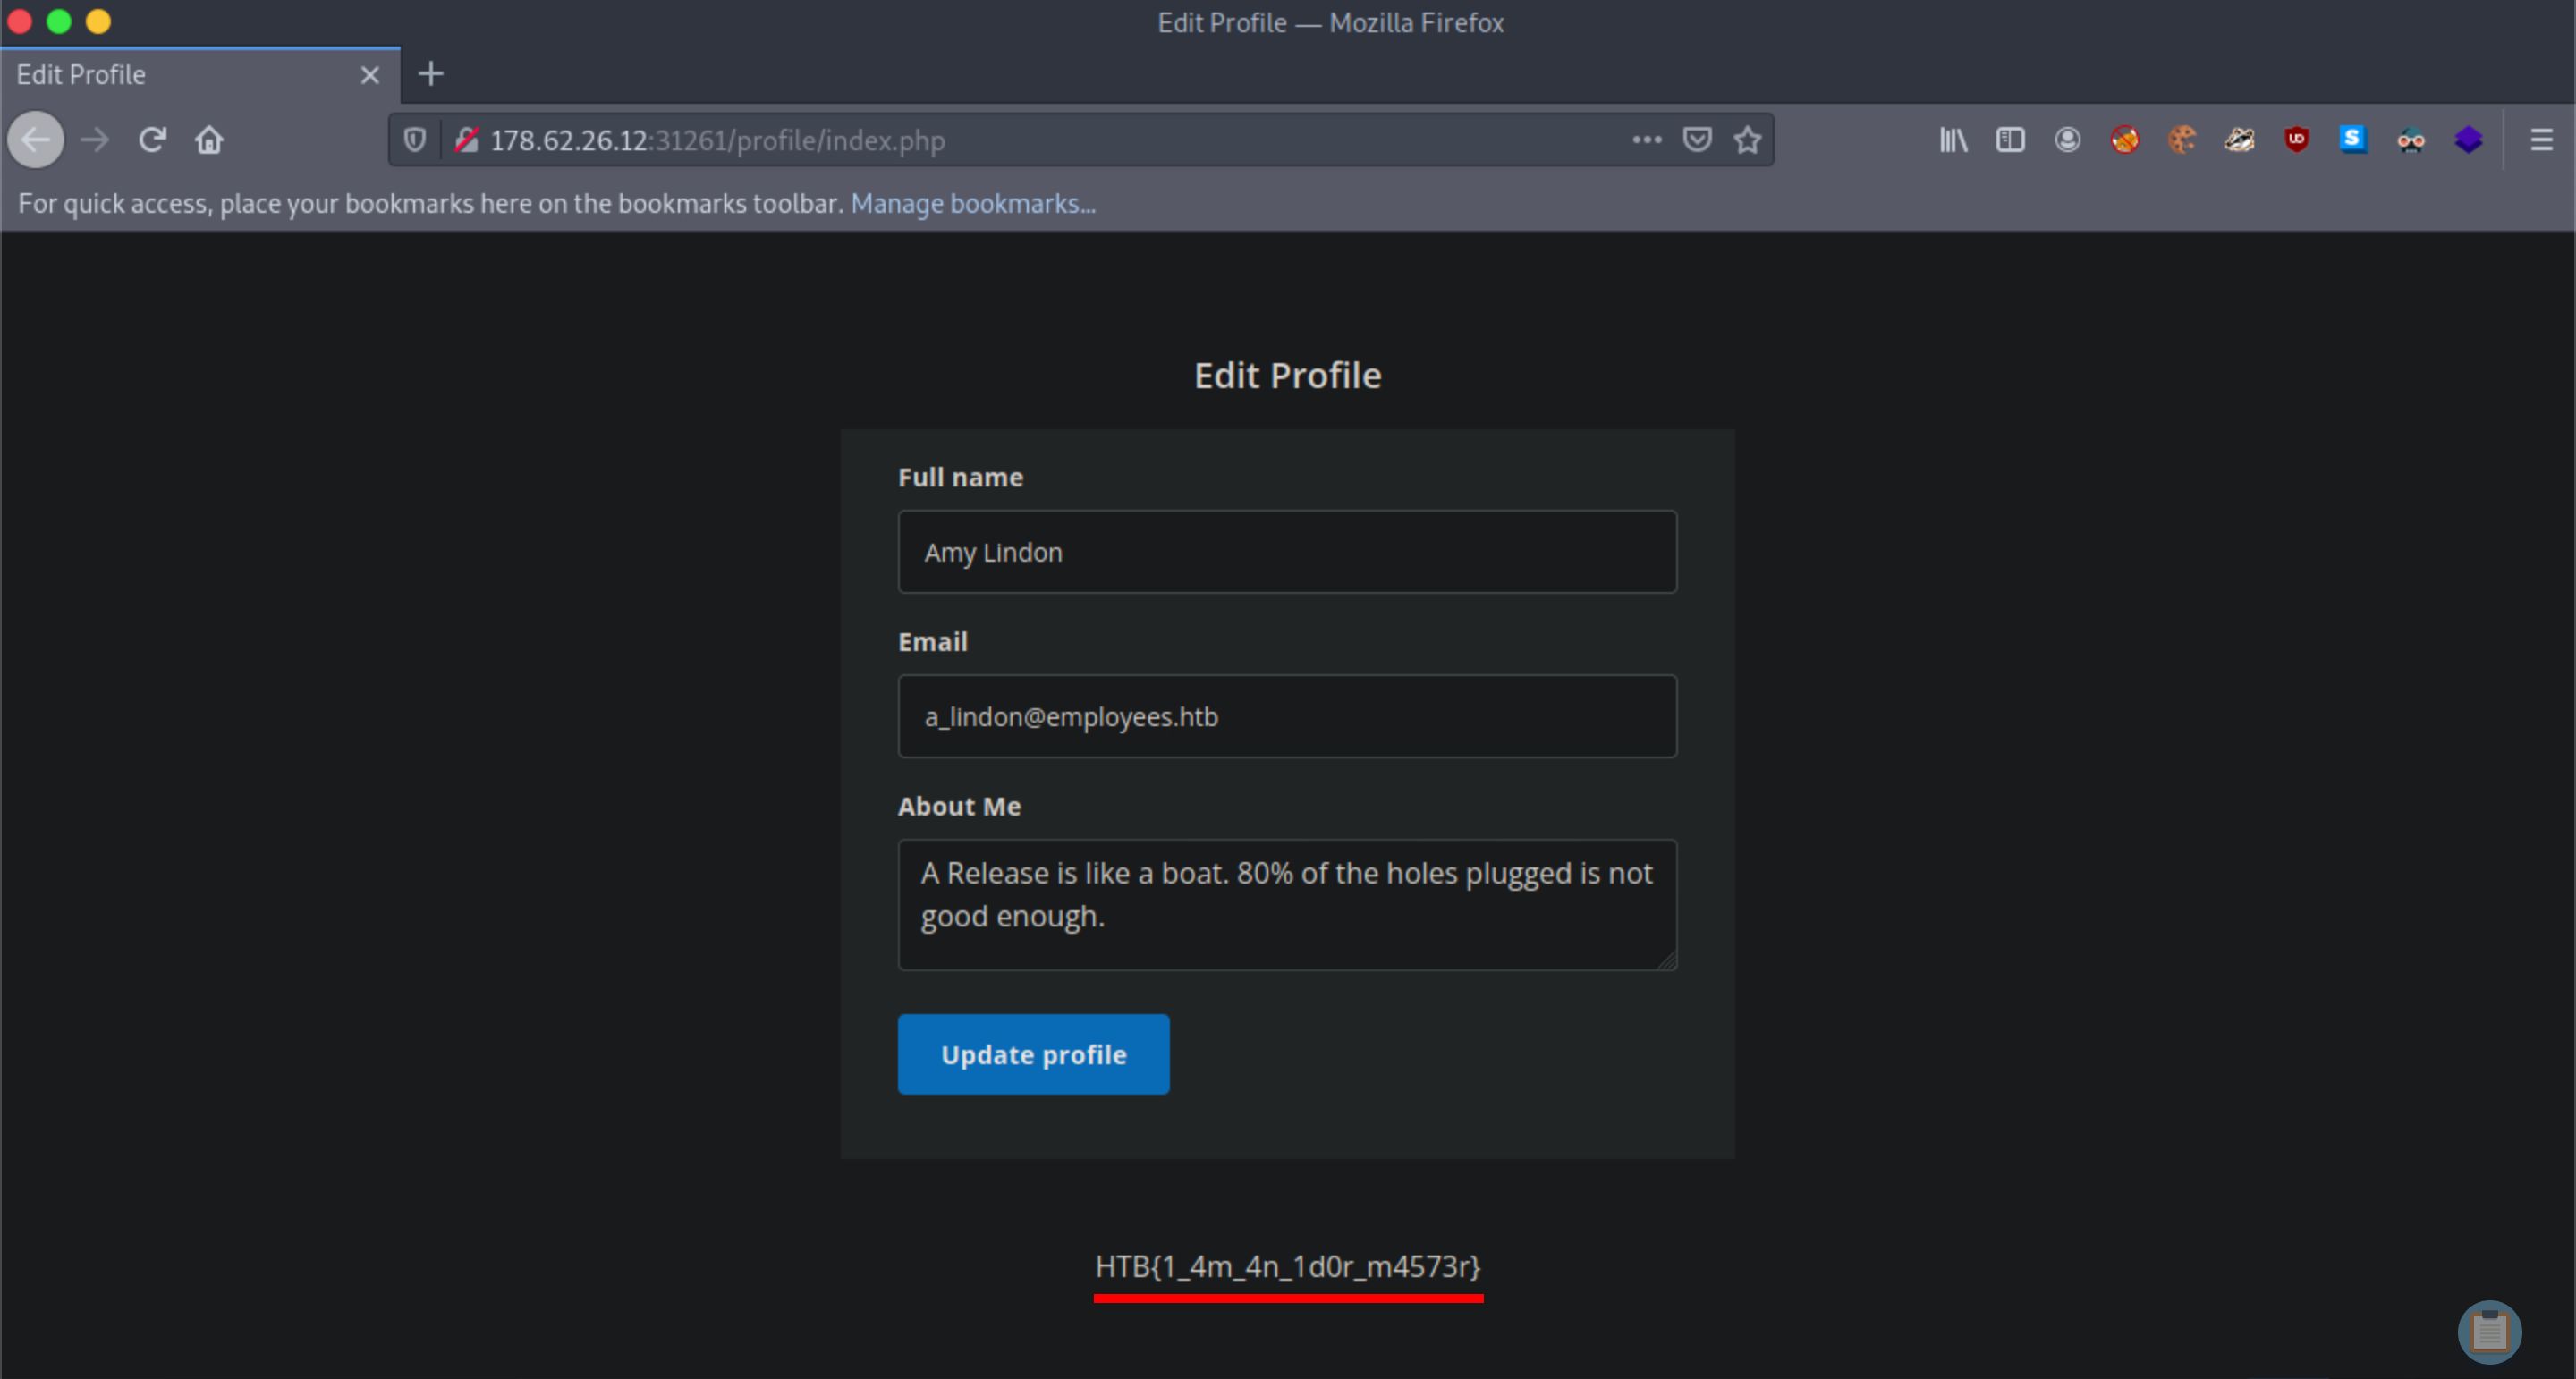 Edit Profile — Mozilla Firefox
Edit Profile
178.62.26.12:31261/profile/index.php
For quick access, place your bookmarks here on the bookmarks toolbar. Manage bookmarks...
Edit Profile
Full name
Amy Lindon
Email
a_lindon@employees.htb
About Me
A Release is like a boat. 80% of the holes plugged is not
good enough.
Update profile
HTB{1_4m_4n_1d0r_m4573r}